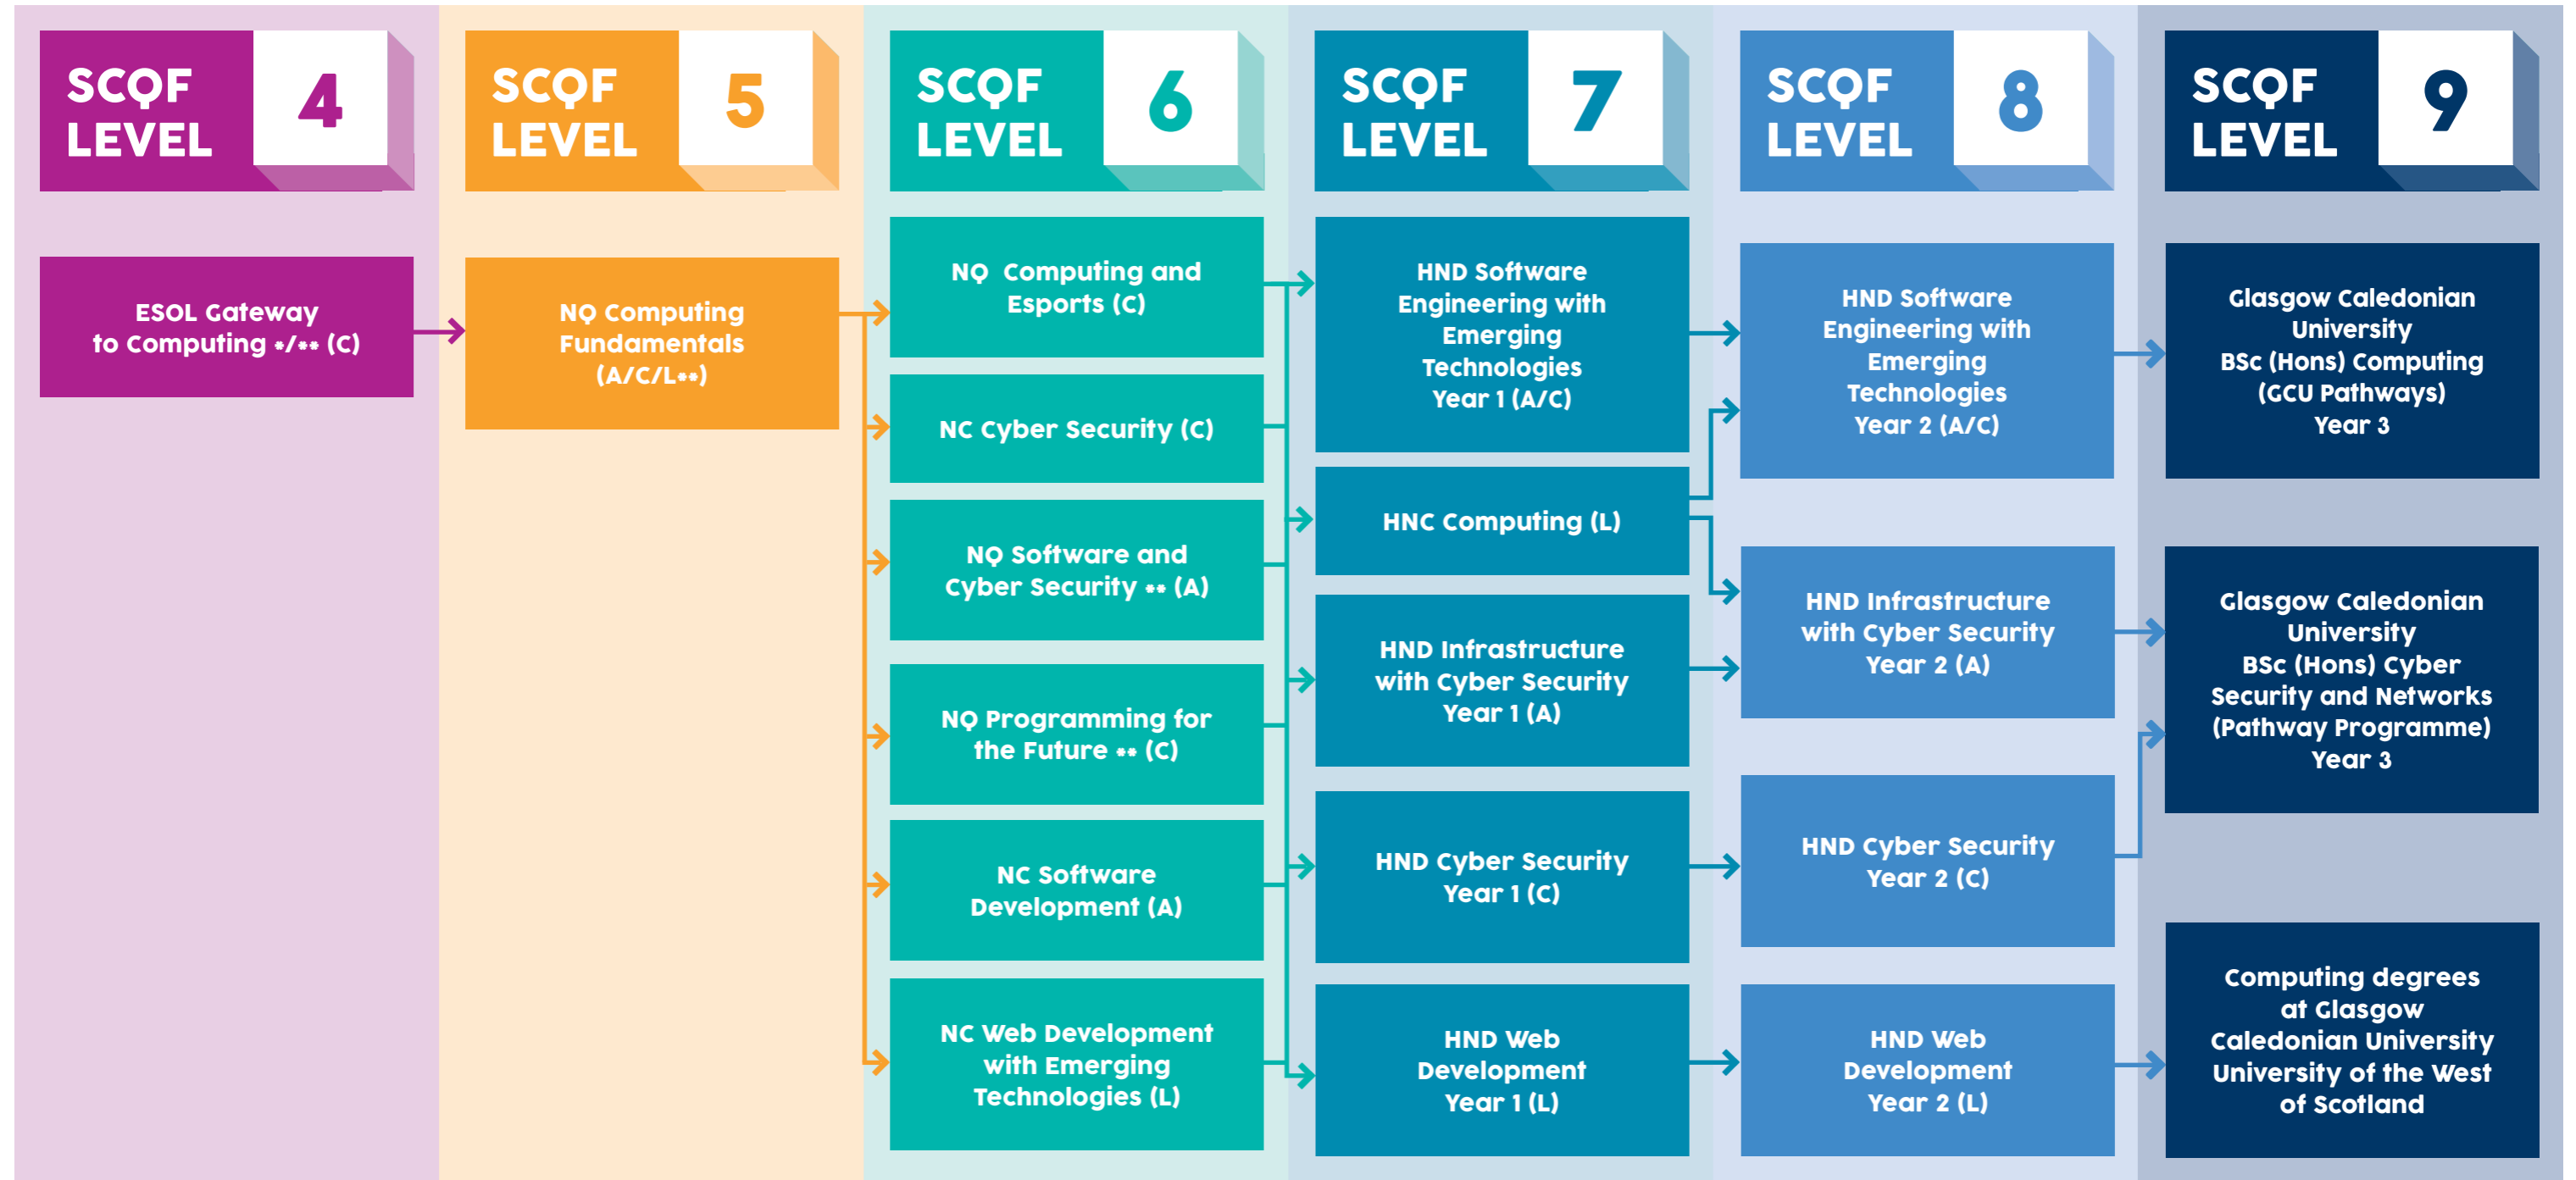 SCQF
LEVEL
4
SCQF
LEVEL
5
SCQF
LEVEL
6
SCQF
LEVEL
7
SCQF
LEVEL
8
SCQF
LEVEL
9
ESOL Gateway
to Computing */** (C)
NQ Computing
Fundamentals
(A/C/L**)
NQ Computing and
Esports (C)
NC Cyber Security (C)
NQ Software and
Cyber Security ** (A)
NQ Programming for
the Future ** (C)
NC Software
Development (A)
NC Web Development
with Emerging
Technologies (L)
HND Software
Engineering with
Emerging
Technologies
Year 1 (A/C)
HNC Computing (L)
HND Infrastructure
with Cyber Security
Year 1 (A)
HND Cyber Security
Year 1 (C)
HND Web
Development
Year 1 (L)
HND Software
Engineering with
Emerging
Technologies
Year 2 (A/C)
HND Infrastructure
with Cyber Security
Year 2 (A)
HND Cyber Security
Year 2 (C)
HND Web
Development
Year 2 (L)
Glasgow Caledonian
University
BSc (Hons) Computing
(GCU Pathways)
Year 3
Glasgow Caledonian
University
BSc (Hons) Cyber
Security and Networks
(Pathway Programme)
Year 3
Computing degrees
at Glasgow
Caledonian University
University of the West
of Scotland